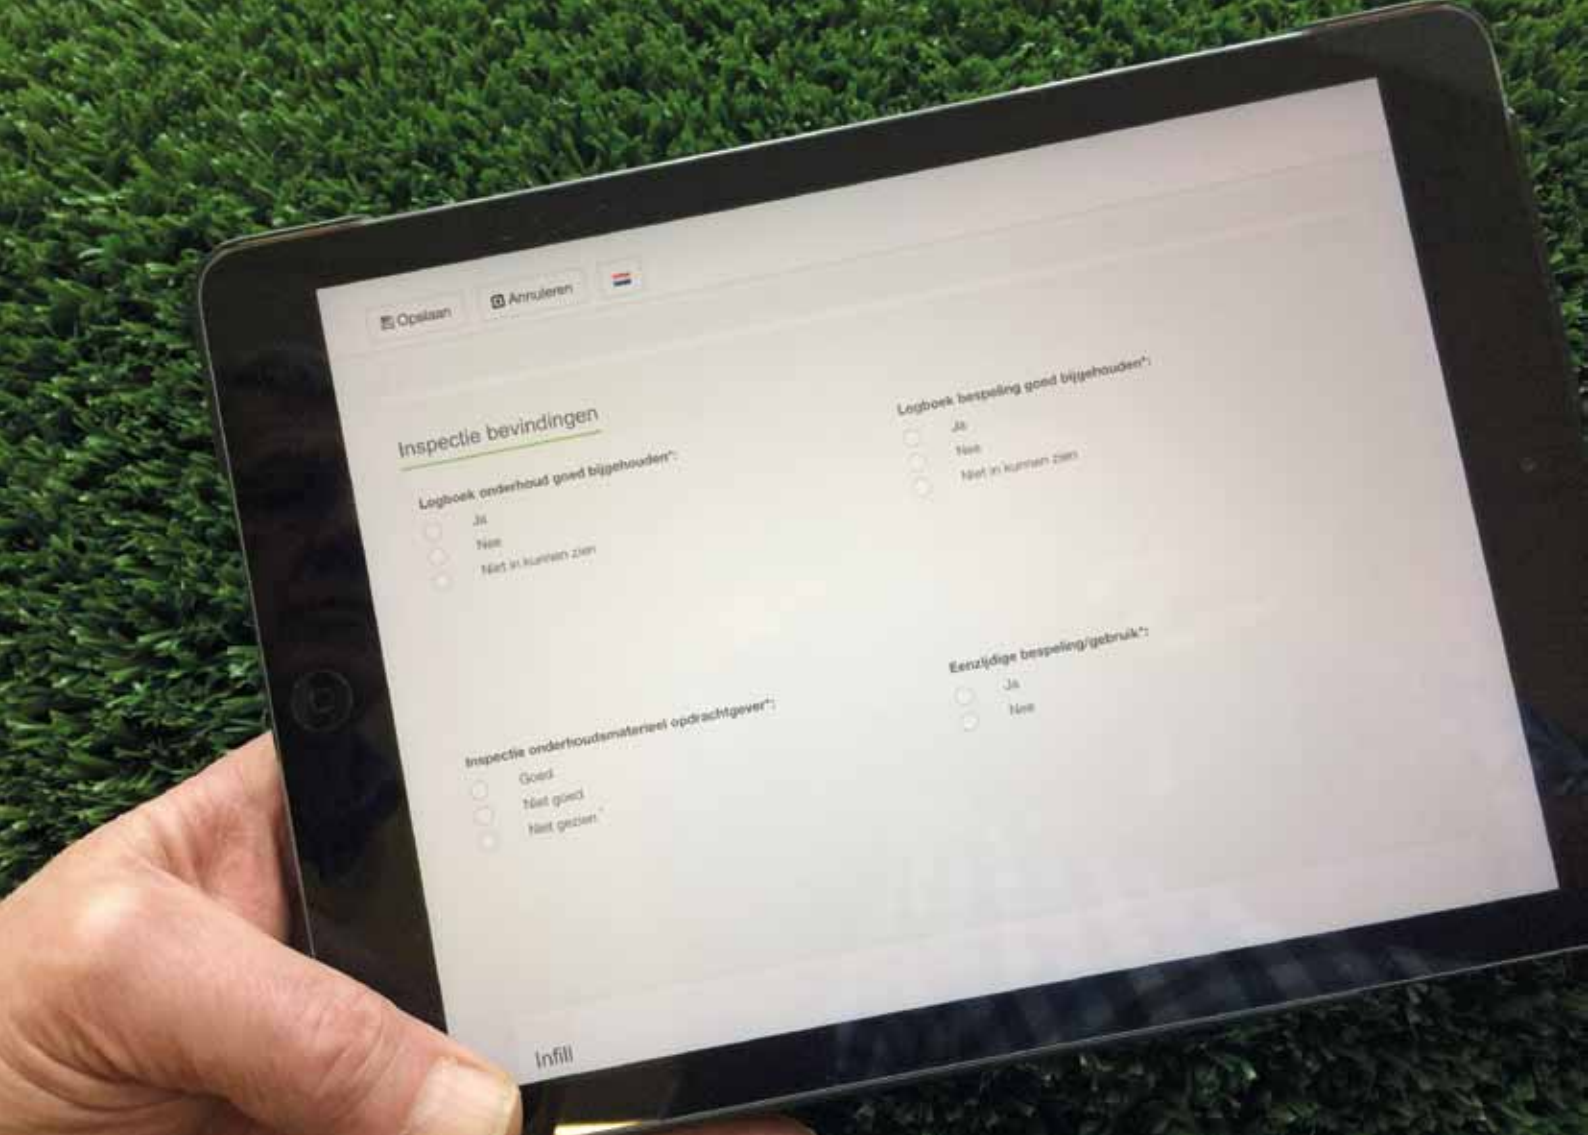 Opslaan
Annuleren
Inspectie bevindingen
Logboek onderhoud goed bijgehouden*:
Ja
Nee
Niet in kunnen zien
Logboek bespeling goed bijgehouden*:
Ja
Nee
Niet in kunnen zien
Inspectie onderhoudsmaterieel opdrachtgever*:
Goed
Niet goed
Niet gezien
Eenzijdige bespeling/gebruik*:
Ja
Nee
Infill